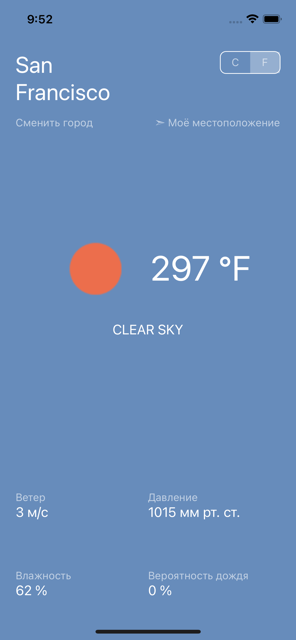 9:52
San
Francisco
C F
Сменить город
Моё местоположение
297 °F
CLEAR SKY
Ветер
3 м/с
Давление
1015 мм рт. ст.
Влажность
62 %
Вероятность дождя
0 %